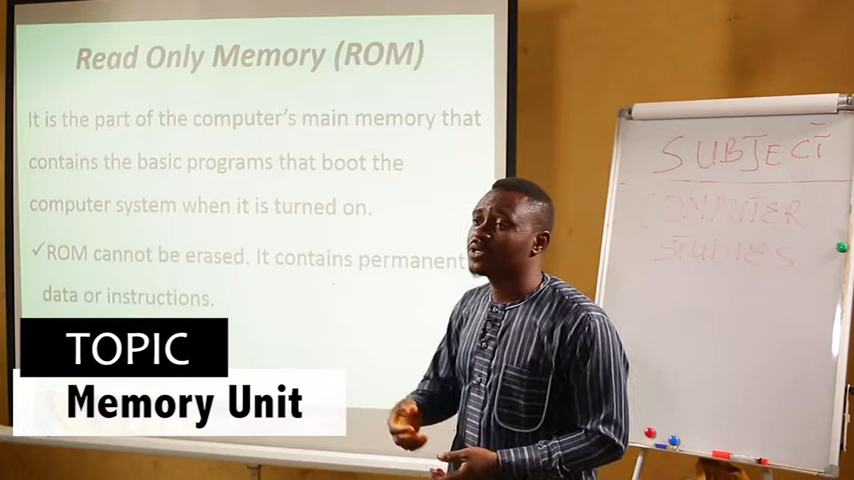 Read Only Memory (ROM)
It is the part of the computer's main memory that
contains the basic programs that boot the
computer system when it is turned on.
✓ROM cannot be erased. It contains permanent
data or instructions.
TOPIC
Memory Unit
SUBJECT
COMPUTER
STUDIES